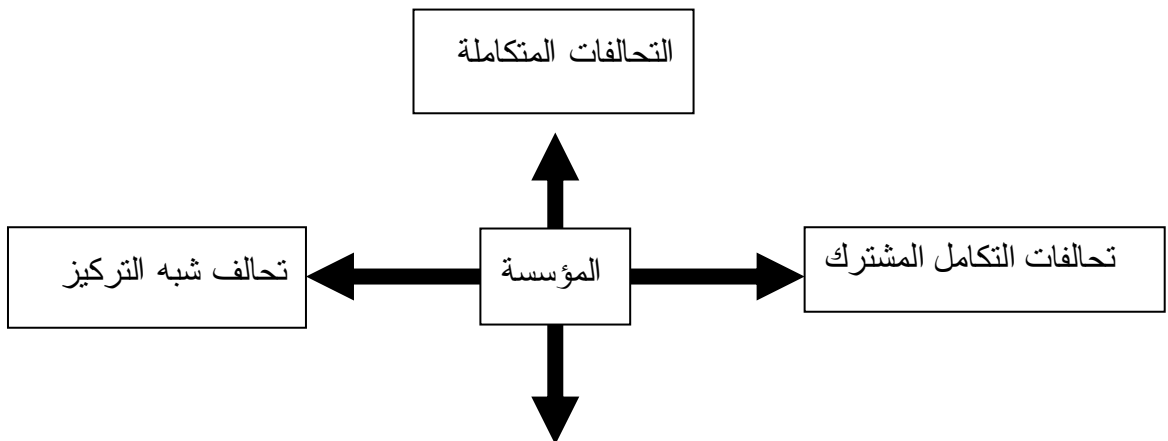 التحالفات المتكاملة
تحالفات التكامل المشترك
المؤسسة
تحالف شبه التركيز